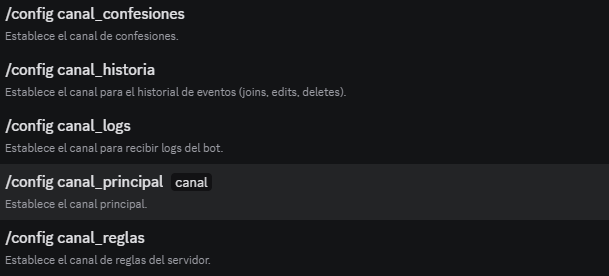 /config canal_confesiones
Establece el canal de confesiones.
/config canal_historia
Establece el canal para el historial de eventos (joins, edits, deletes).
/config canal_logs
Establece el canal para recibir logs del bot.
/config canal_principal canal
Establece el canal principal.
/config canal_reglas
Establece el canal de reglas del servidor.